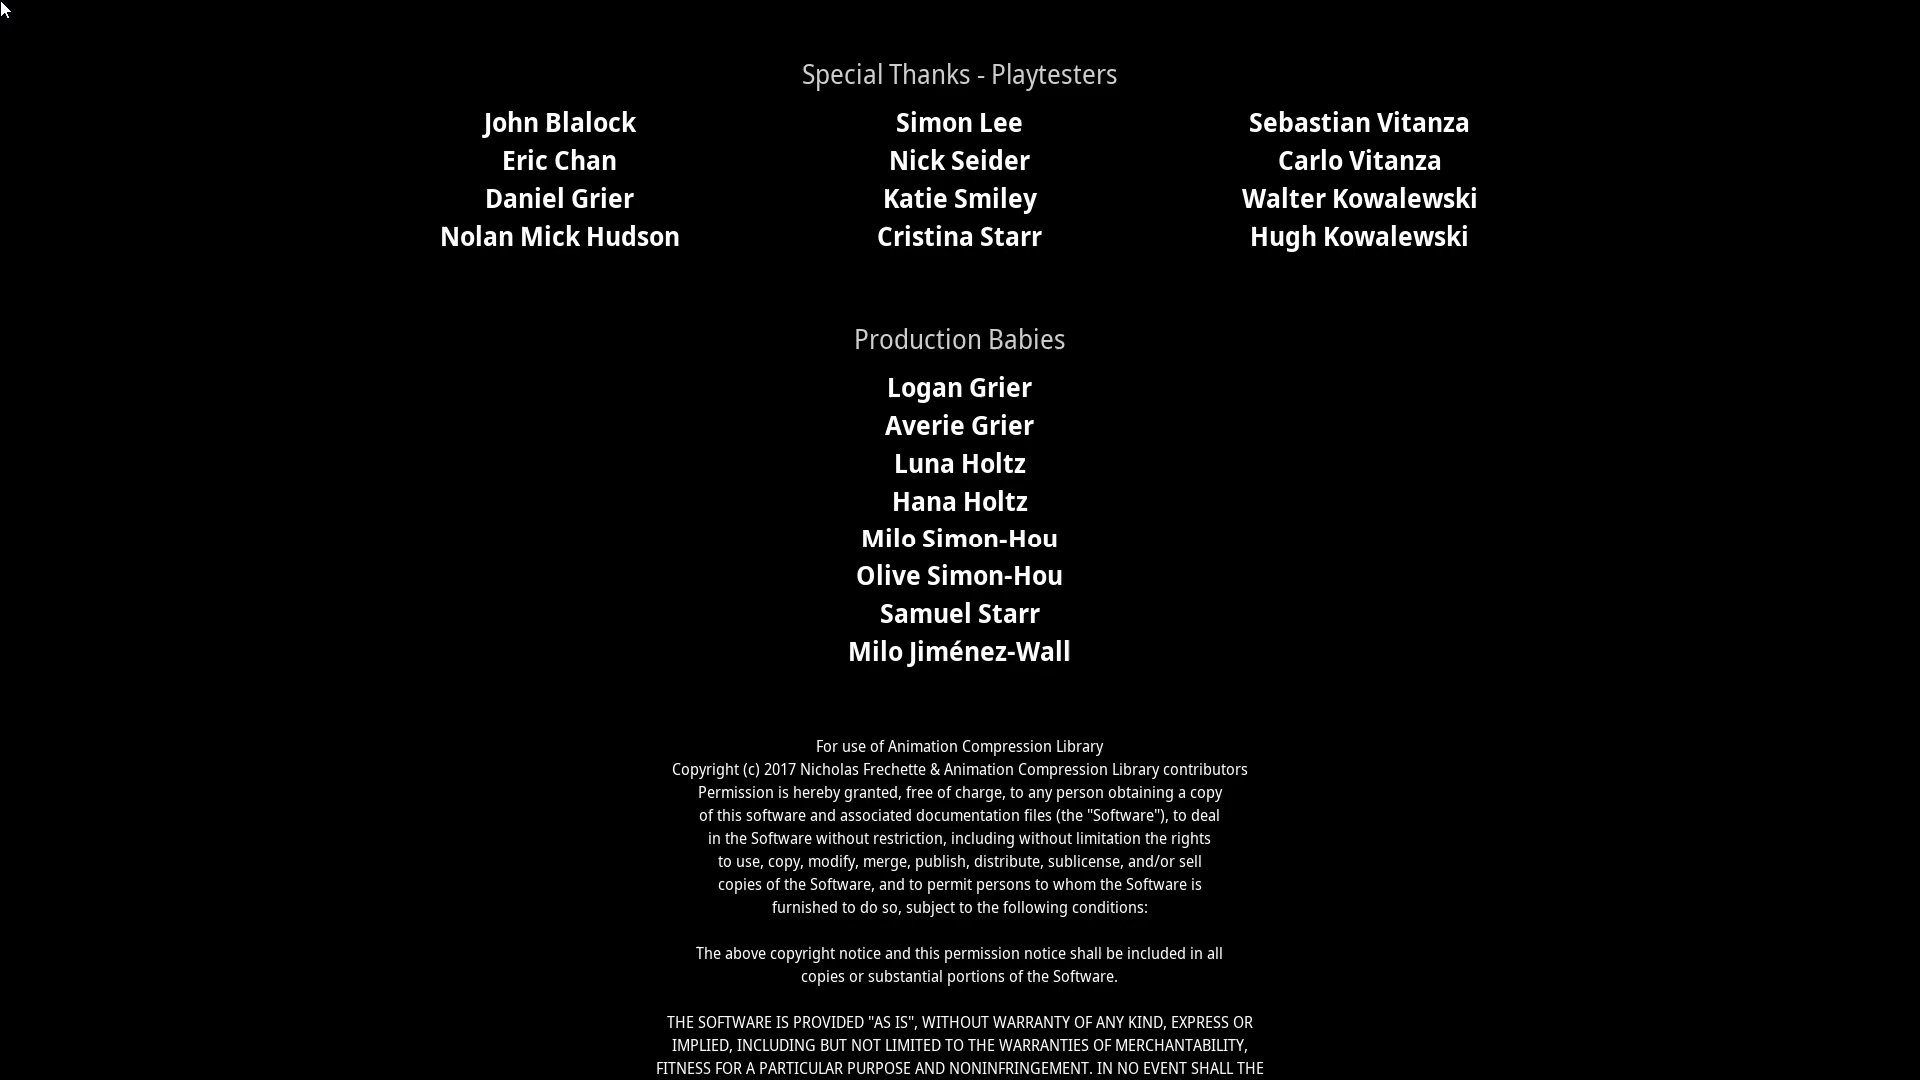 Special Thanks - Playtesters
John Blalock Simon Lee Sebastian Vitanza
Eric Chan Nick Seider Carlo Vitanza
Daniel Grier Katie Smiley Walter Kowalewski
Nolan Mick Hudson Cristina Starr Hugh Kowalewski
Production Babies
Logan Grier
Averie Grier
Luna Holtz
Hana Holtz
Milo Simon-Hou
Olive Simon-Hou
Samuel Starr
Milo Jiménez-Wall
For use of Animation Compression Library
Copyright (c) 2017 Nicholas Frechette & Animation Compression Library contributors
Permission is hereby granted, free of charge, to any person obtaining a copy
of this software and associated documentation files (the "Software"), to deal
in the Software without restriction, including without limitation the rights
to use, copy, modify, merge, publish, distribute, sublicense, and/or sell
copies of the Software, and to permit persons to whom the Software is
furnished to do so, subject to the following conditions:
The above copyright notice and this permission notice shall be included in all
copies or substantial portions of the Software.
THE SOFTWARE IS PROVIDED "AS IS", WITHOUT WARRANTY OF ANY KIND, EXPRESS OR
IMPLIED, INCLUDING BUT NOT LIMITED TO THE WARRANTIES OF MERCHANTABILITY,
FITNESS FOR A PARTICULAR PURPOSE AND NONINFRINGEMENT. IN NO EVENT SHALL THE